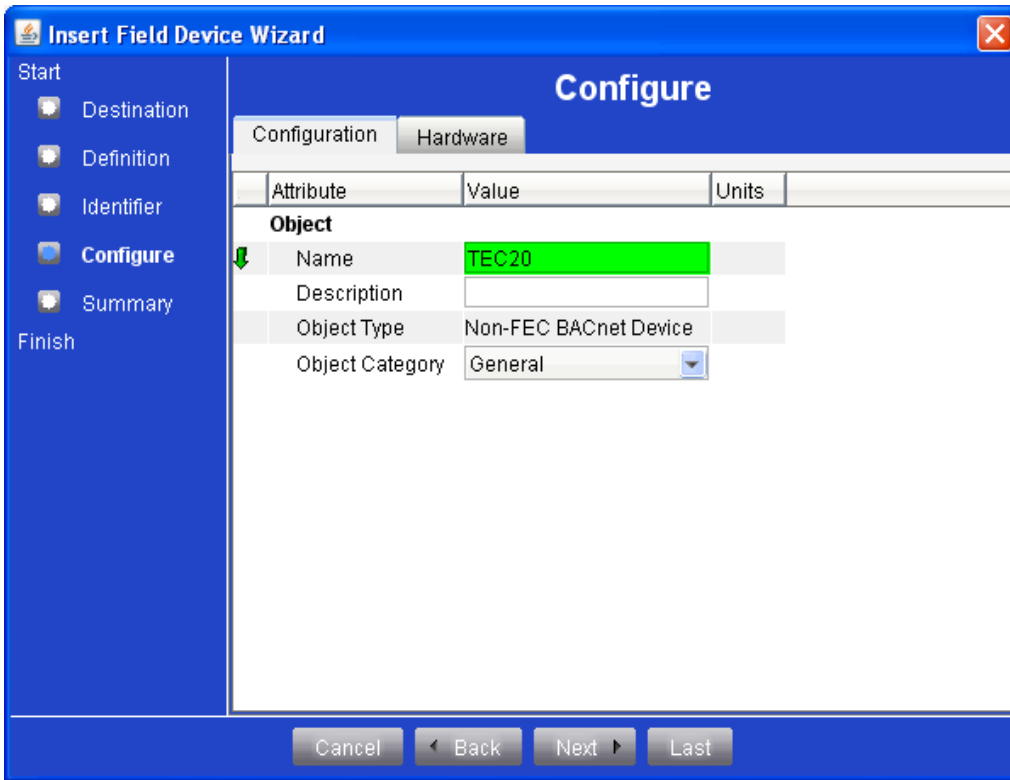 Insert Field Device Wizard
Start
Destination
Definition
Identifier
Configure
Summary
Finish
Configure
Configuration Hardware
Attribute Value Units
Object
Name TEC20
Description
Object Type Non-FEC BACnet Device
Object Category General
Cancel Back Next Last